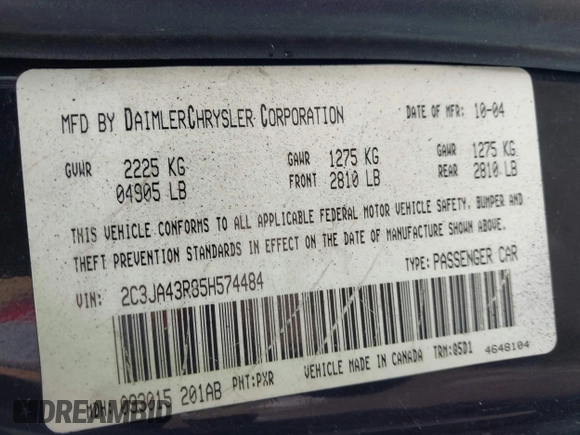 MFD BY DAIMLERCHRYSLER CORPORATION DATE OF MFR: 10-04
GVWR 2225 KG GAWR 1275 KG GAWR 1275 KG
04905 LB FRONT 2810 LB REAR 2810 LB
THIS VEHICLE CONFORMS TO ALL APPLICABLE FEDERAL MOTOR VEHICLE SAFETY, BUMPER AND
THEFT PREVENTION STANDARDS IN EFFECT ON THE DATE OF MANUFACTURE SHOWN ABOVE.
VIN: 2C3JA43R85H574484 TYPE: PASSENGER CAR
MDH: 093015 201AB PNT: PXR VEHICLE MADE IN CANADA TRM: 05D1 4648104
DREAMBID